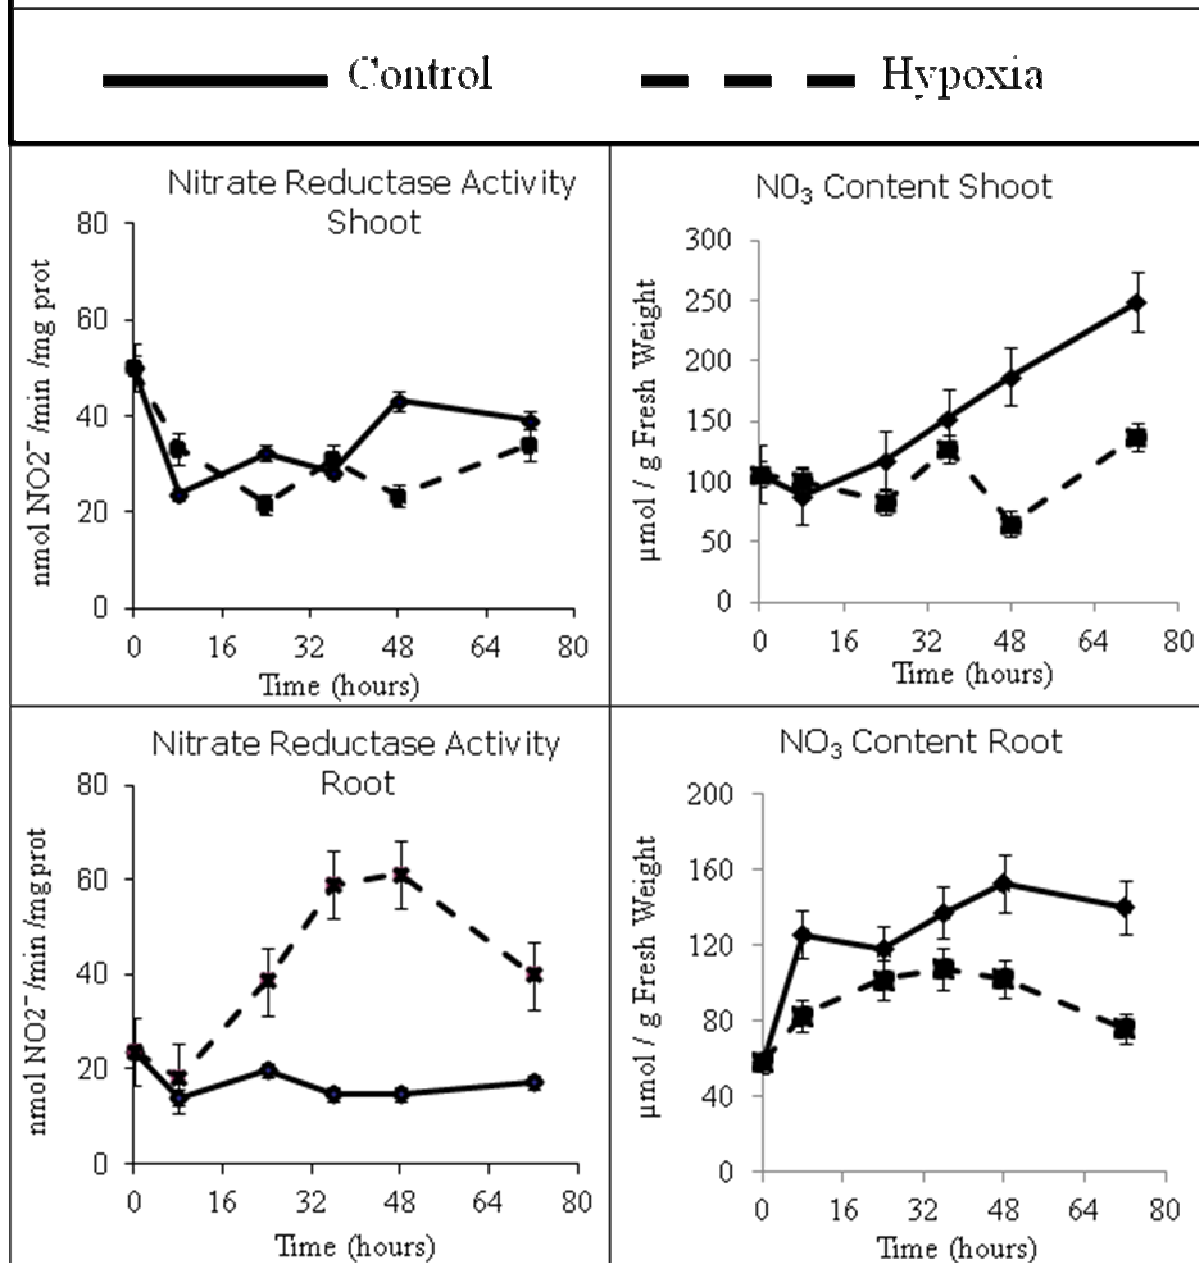 Control
Hypoxia
Nitrate Reductase Activity
Shoot
nmol NO2⁻ /min /mg prot
80
60
40
20
0
0 16 32 48 64 80
Time (hours)
N0₃ Content Shoot
µmol / g Fresh Weight
300
250
200
150
100
50
0
0 16 32 48 64 80
Time (hours)
Nitrate Reductase Activity
Root
nmol NO2⁻ /min /mg prot
80
60
40
20
0
0 16 32 48 64 80
Time (hours)
NO₃ Content Root
µmol / g Fresh Weight
200
160
120
80
40
0
0 16 32 48 64 80
Time (hours)